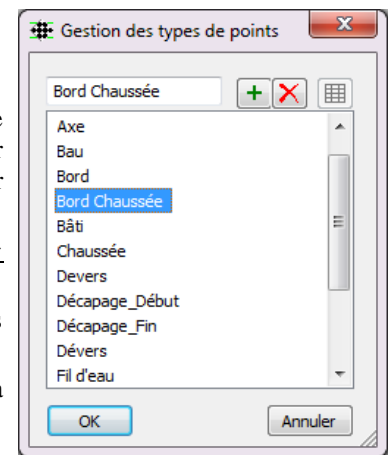 Gestion des types de points
Bord Chaussée
Axe
Bau
Bord
Bord Chaussée
Bâti
Chaussée
Devers
Décapage_Début
Décapage_Fin
Dévers
Fil d'eau
OK
Annuler